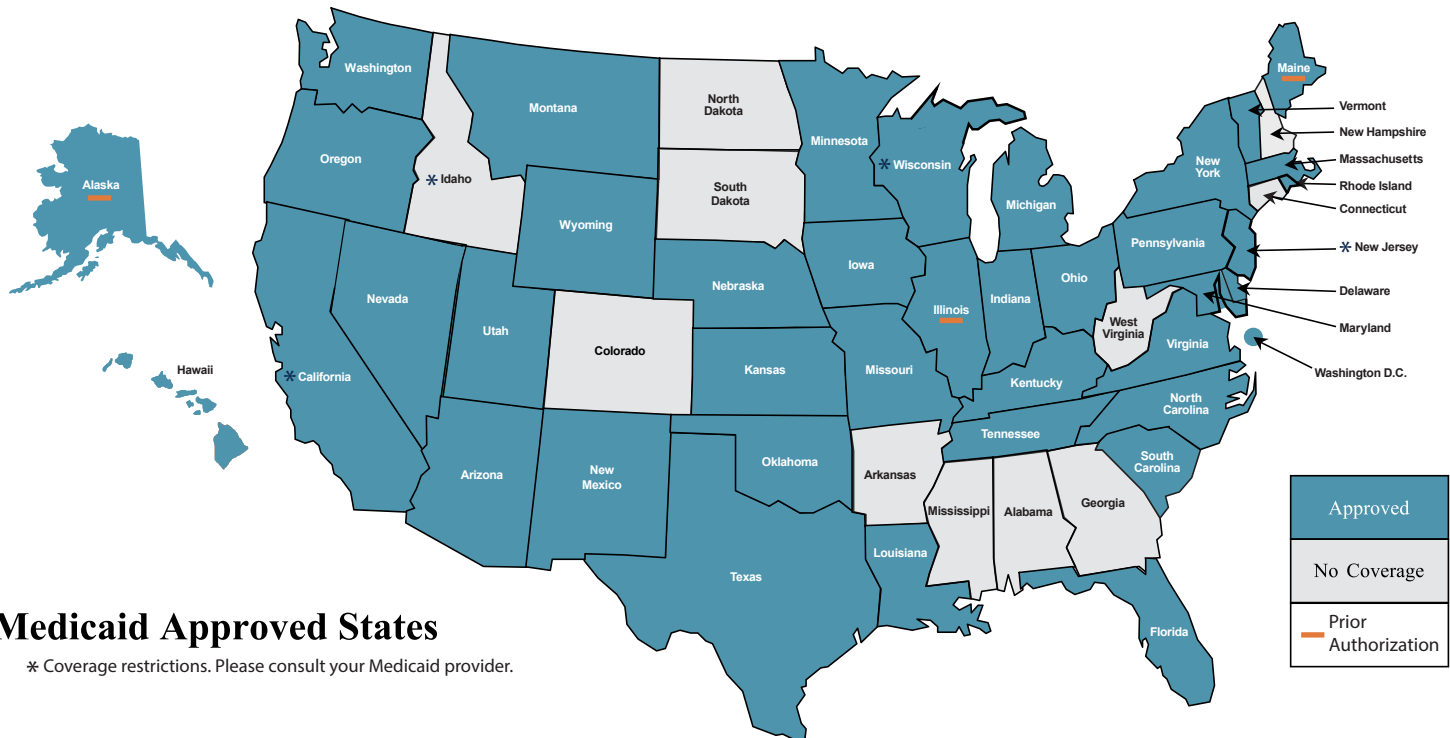 Washington
Montana
North
Dakota
Minnesota
Maine
Vermont
New Hampshire
Massachusetts
Rhode Island
Connecticut
Oregon
* Idaho
South
Dakota
* Wisconsin
Michigan
New
York
Alaska
Wyoming
Pennsylvania
* New Jersey
Iowa
Ohio
Nebraska
Nevada
Indiana
Delaware
Illinois
Maryland
West
Virginia
Utah
Virginia
Colorado
Hawaii
Kansas
Missouri
Washington D.C.
* California
Kentucky
North
Carolina
Tennessee
Arizona
New
Mexico
Oklahoma
Arkansas
South
Carolina
Mississippi
Alabama
Georgia
Louisiana
Texas
Florida
Approved
No Coverage
Prior
Authorization
Medicaid Approved States
* Coverage restrictions. Please consult your Medicaid provider.